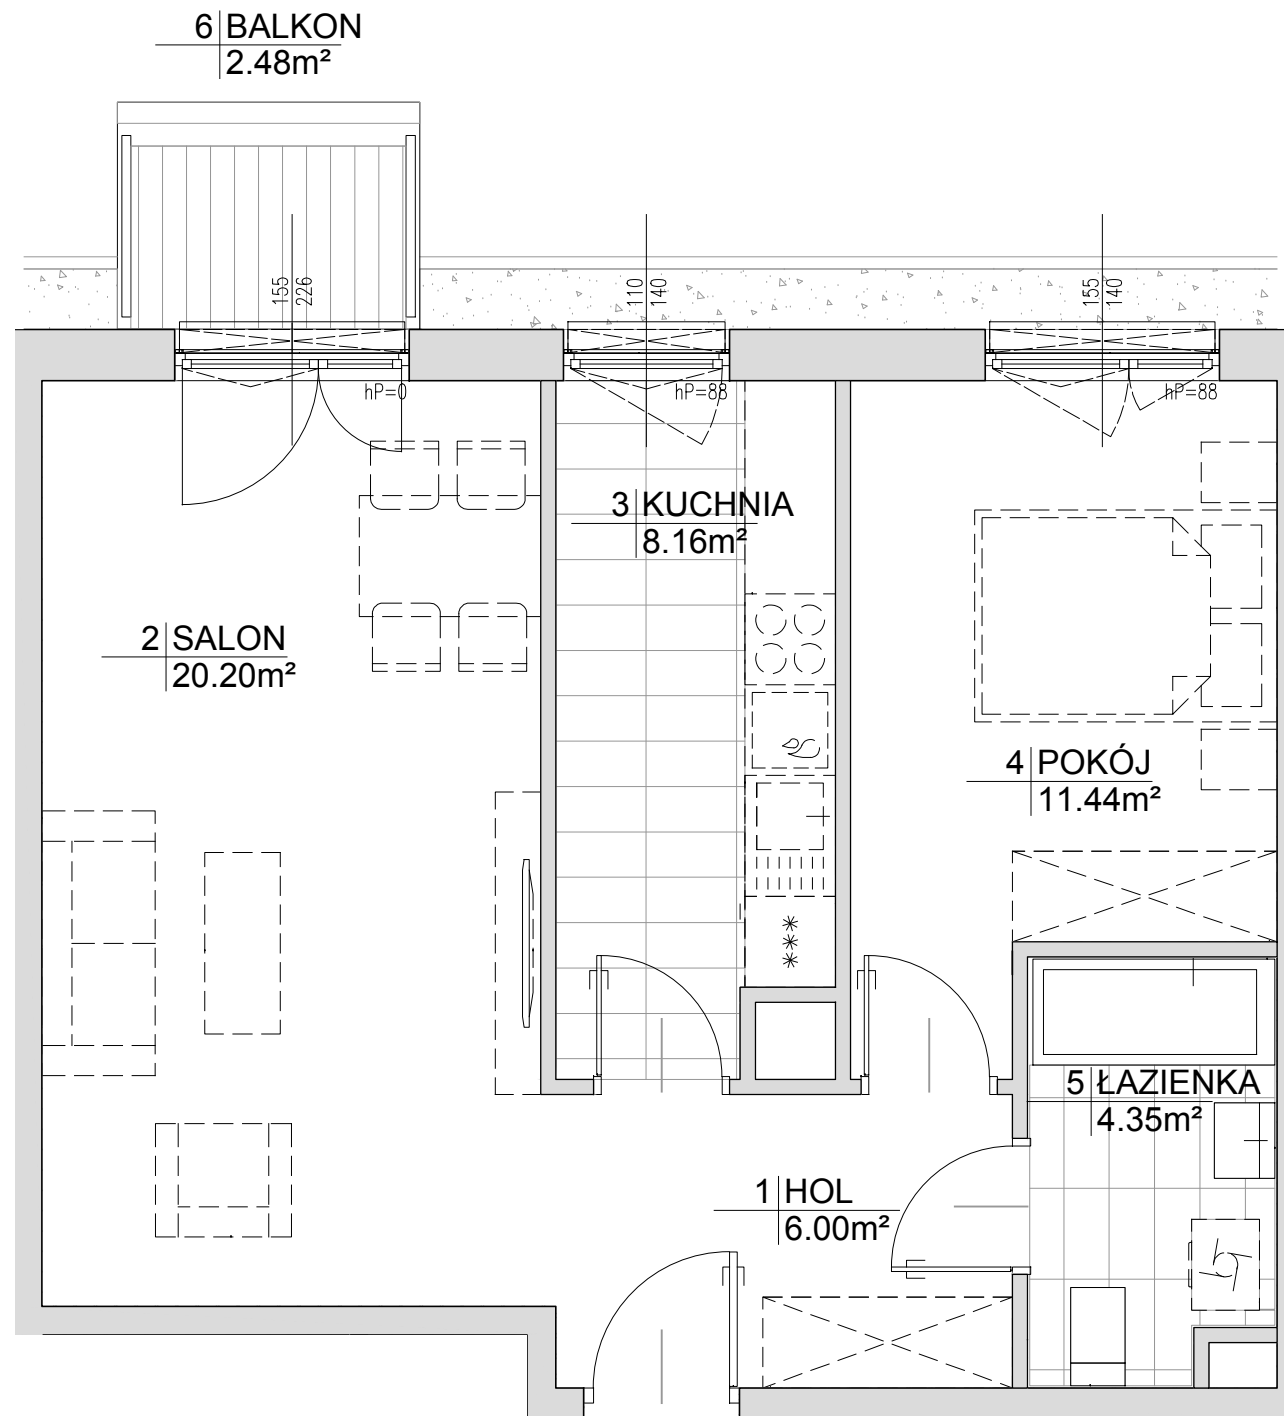 6 BALKON
2.48m²
155
226
110
140
155
140
hP=0
hP=88
hP=88
3 KUCHNIA
8.16m²
2 SALON
20.20m²
4 POKÓJ
11.44m²
5 ŁAZIENKA
4.35m²
1 HOL
6.00m²